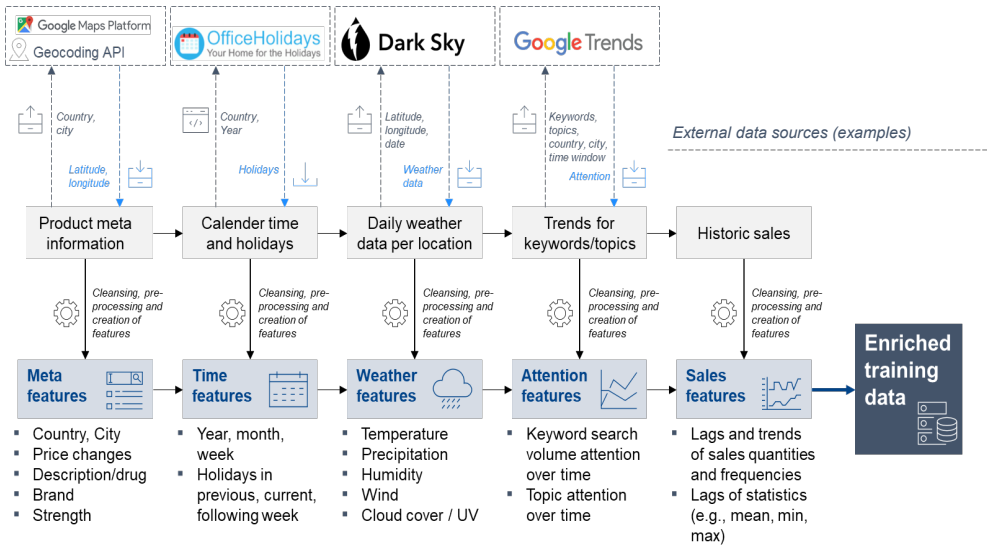 Google Maps Platform
Geocoding API
OfficeHolidays
Your Home for the Holidays
Dark Sky
Google Trends
Country,
city
Latitude,
longitude
Country,
Year
</>
Holidays
Latitude,
longitude,
date
Weather
data
Keywords,
topics,
country, city,
time window
Attention
External data sources (examples)
Product meta
information
Calender time
and holidays
Daily weather
data per location
Trends for
keywords/topics
Historic sales
Cleansing, pre-
processing and
creation of
features
Cleansing, pre-
processing and
creation of
features
Cleansing, pre-
processing and
creation of
features
Cleansing, pre-
processing and
creation of
features
Cleansing, pre-
processing and
creation of
features
Meta
features
Time
features
Weather
features
Attention
features
Sales
features
Enriched
training
data
▪ Country, City
▪ Price changes
▪ Description/drug
▪ Brand
▪ Strength
▪ Year, month,
week
▪ Holidays in
previous, current,
following week
▪ Temperature
▪ Precipitation
▪ Humidity
▪ Wind
▪ Cloud cover / UV
▪ Keyword search
volume attention
over time
▪ Topic attention
over time
▪ Lags and trends
of sales quantities
and frequencies
▪ Lags of statistics
(e.g., mean, min,
max)